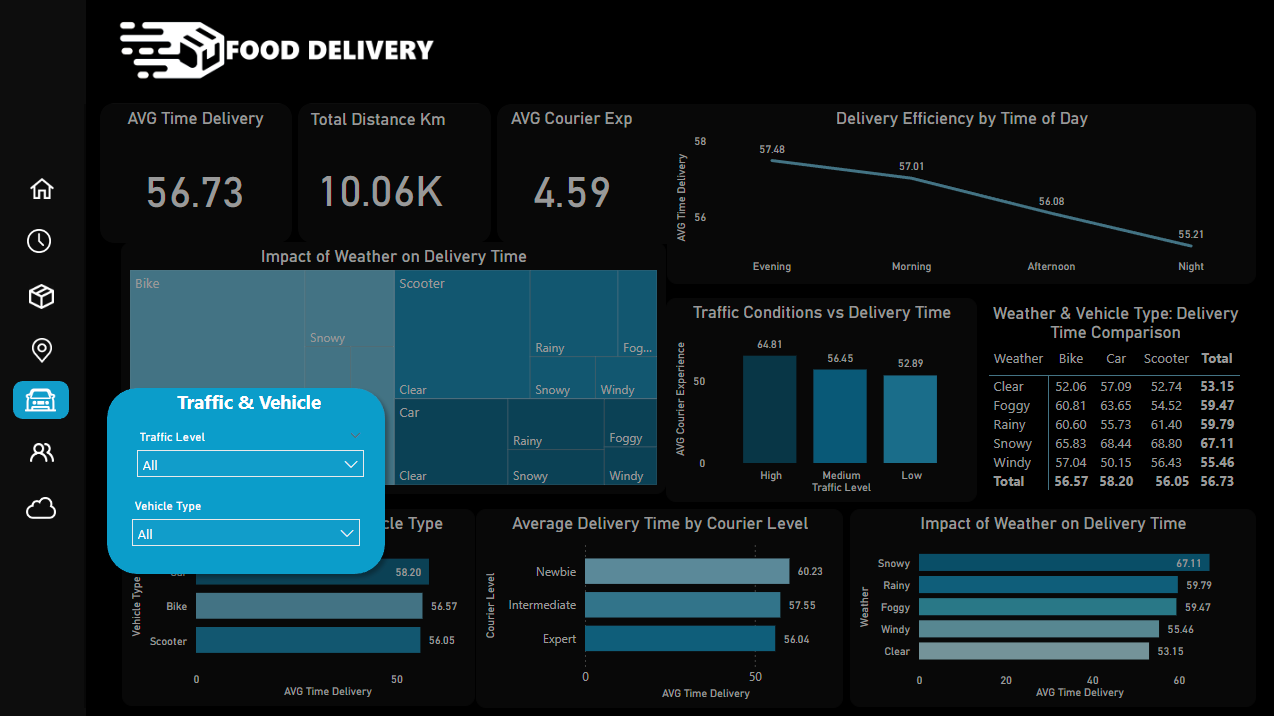 FOOD DELIVERY
AVG Time Delivery
56.73
Total Distance Km
10.06K
AVG Courier Exp
4.59
Delivery Efficiency by Time of Day
AVG Time Delivery
58
56
57.48
57.01
56.08
55.21
Evening
Morning
Afternoon
Night
Impact of Weather on Delivery Time
Bike
Snowy
Scooter
Clear
Rainy
Fog...
Snowy
Windy
Car
Clear
Rainy
Foggy
Snowy
Windy
Traffic Conditions vs Delivery Time
AVG Courier Experience
50
0
64.81
56.45
52.89
High
Medium
Low
Traffic Level
Weather & Vehicle Type: Delivery
Time Comparison
Weather Bike Car Scooter Total
Clear 52.06 57.09 52.74 53.15
Foggy 60.81 63.65 54.52 59.47
Rainy 60.60 55.73 61.40 59.79
Snowy 65.83 68.44 68.80 67.11
Windy 57.04 50.15 56.43 55.46
Total 56.57 58.20 56.05 56.73
Traffic & Vehicle
Traffic Level
All
Vehicle Type
All
Type
Vehicle Type
58.20
Bike
56.57
Scooter
56.05
0
50
AVG Time Delivery
Average Delivery Time by Courier Level
Courier Level
Newbie
60.23
Intermediate
57.55
Expert
56.04
0
50
AVG Time Delivery
Impact of Weather on Delivery Time
Weather
Snowy
67.11
Rainy
59.79
Foggy
59.47
Windy
55.46
Clear
53.15
0
20
40
60
AVG Time Delivery